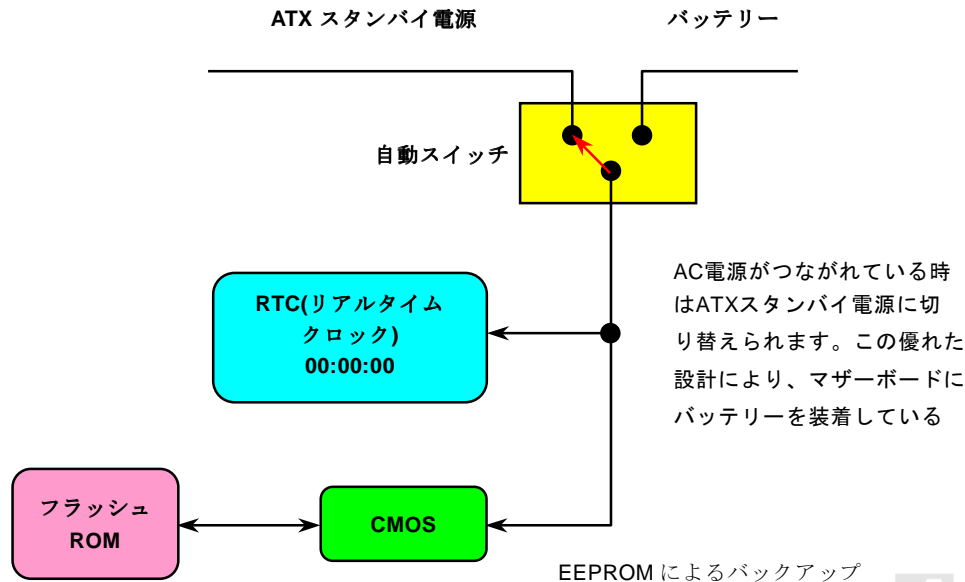 ATX スタンバイ電源
バッテリー
自動スイッチ
RTC(リアルタイム
クロック)
00:00:00
AC電源がつながれている時
はATXスタンバイ電源に切
り替えられます。この優れた
設計により、マザーボードに
バッテリーを装着している
フラッシュ
ROM
CMOS
EEPROM によるバックアップ